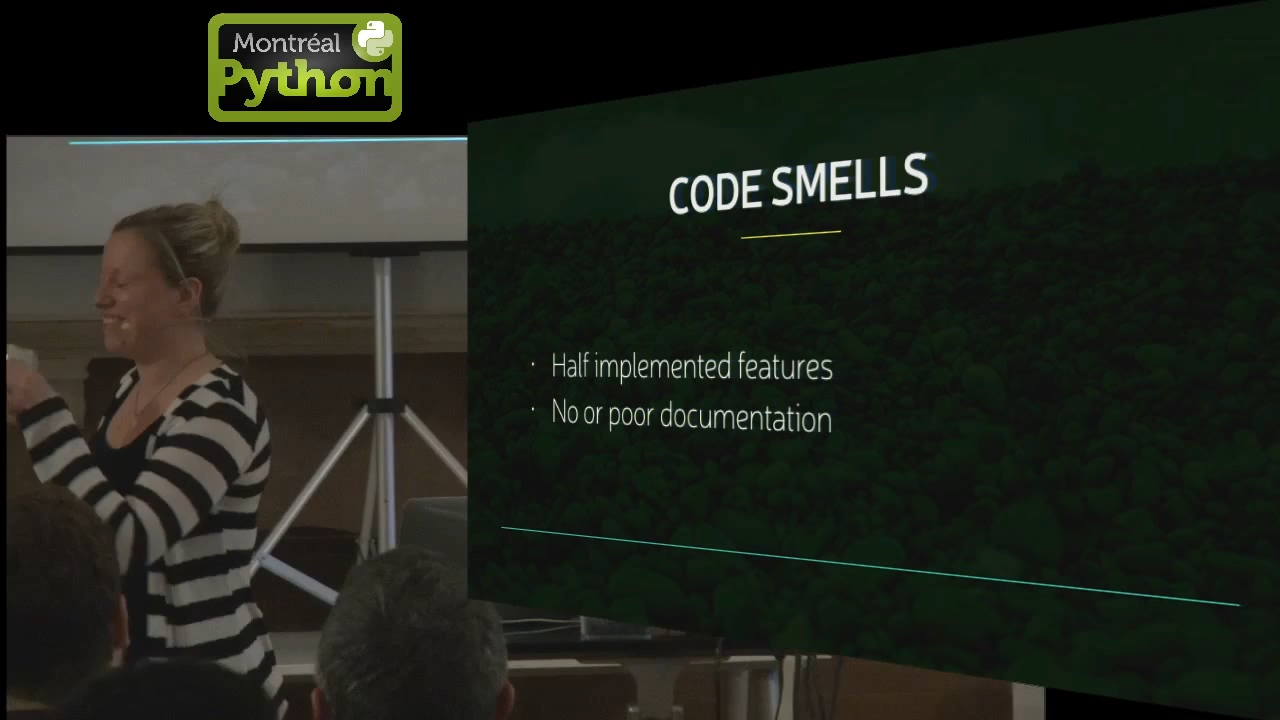 Montréal
Python
CODE SMELLS
· Half implemented features
· No or poor documentation